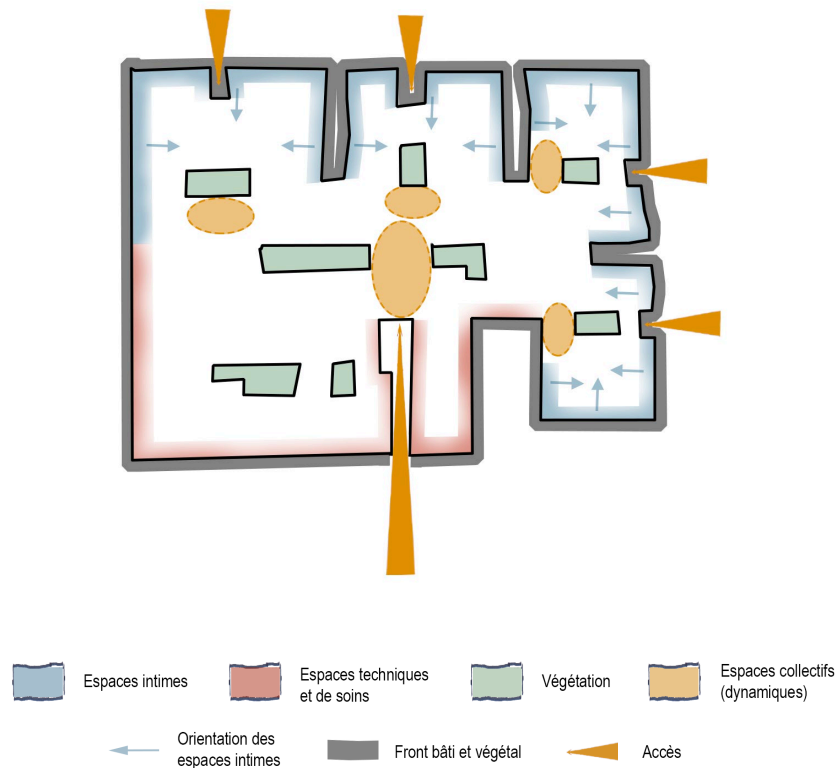 Espaces intimes
Espaces techniques
et de soins
Végétation
Espaces collectifs
(dynamiques)
Orientation des
espaces intimes
Front bâti et végétal
Accès